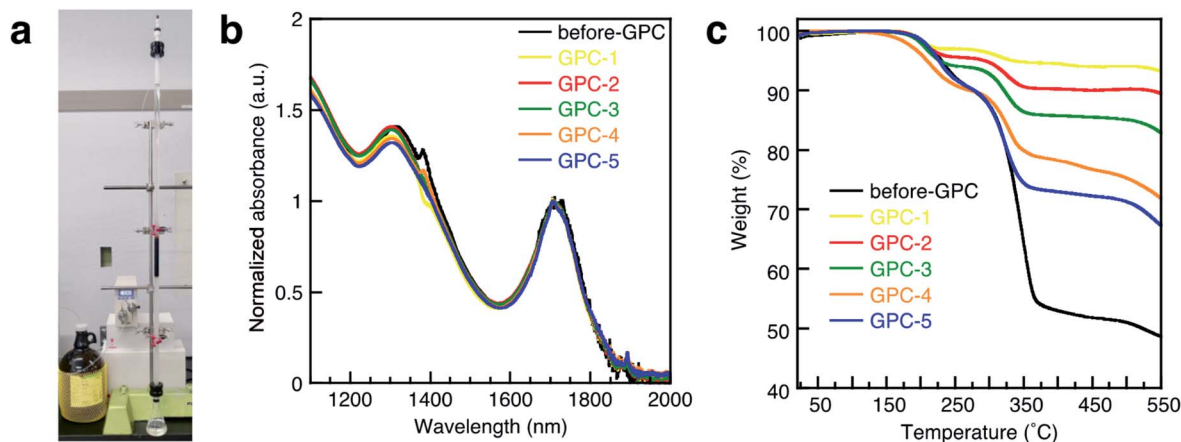 a
b
2
1.5
1
0.5
0
Normalized absorbance (a.u.)
1200 1400 1600 1800 2000
Wavelength (nm)
before-GPC
GPC-1
GPC-2
GPC-3
GPC-4
GPC-5
c
100
90
80
70
60
50
40
Weight (%)
50 150 250 350 450 550
Temperature (˚C)
before-GPC
GPC-1
GPC-2
GPC-3
GPC-4
GPC-5